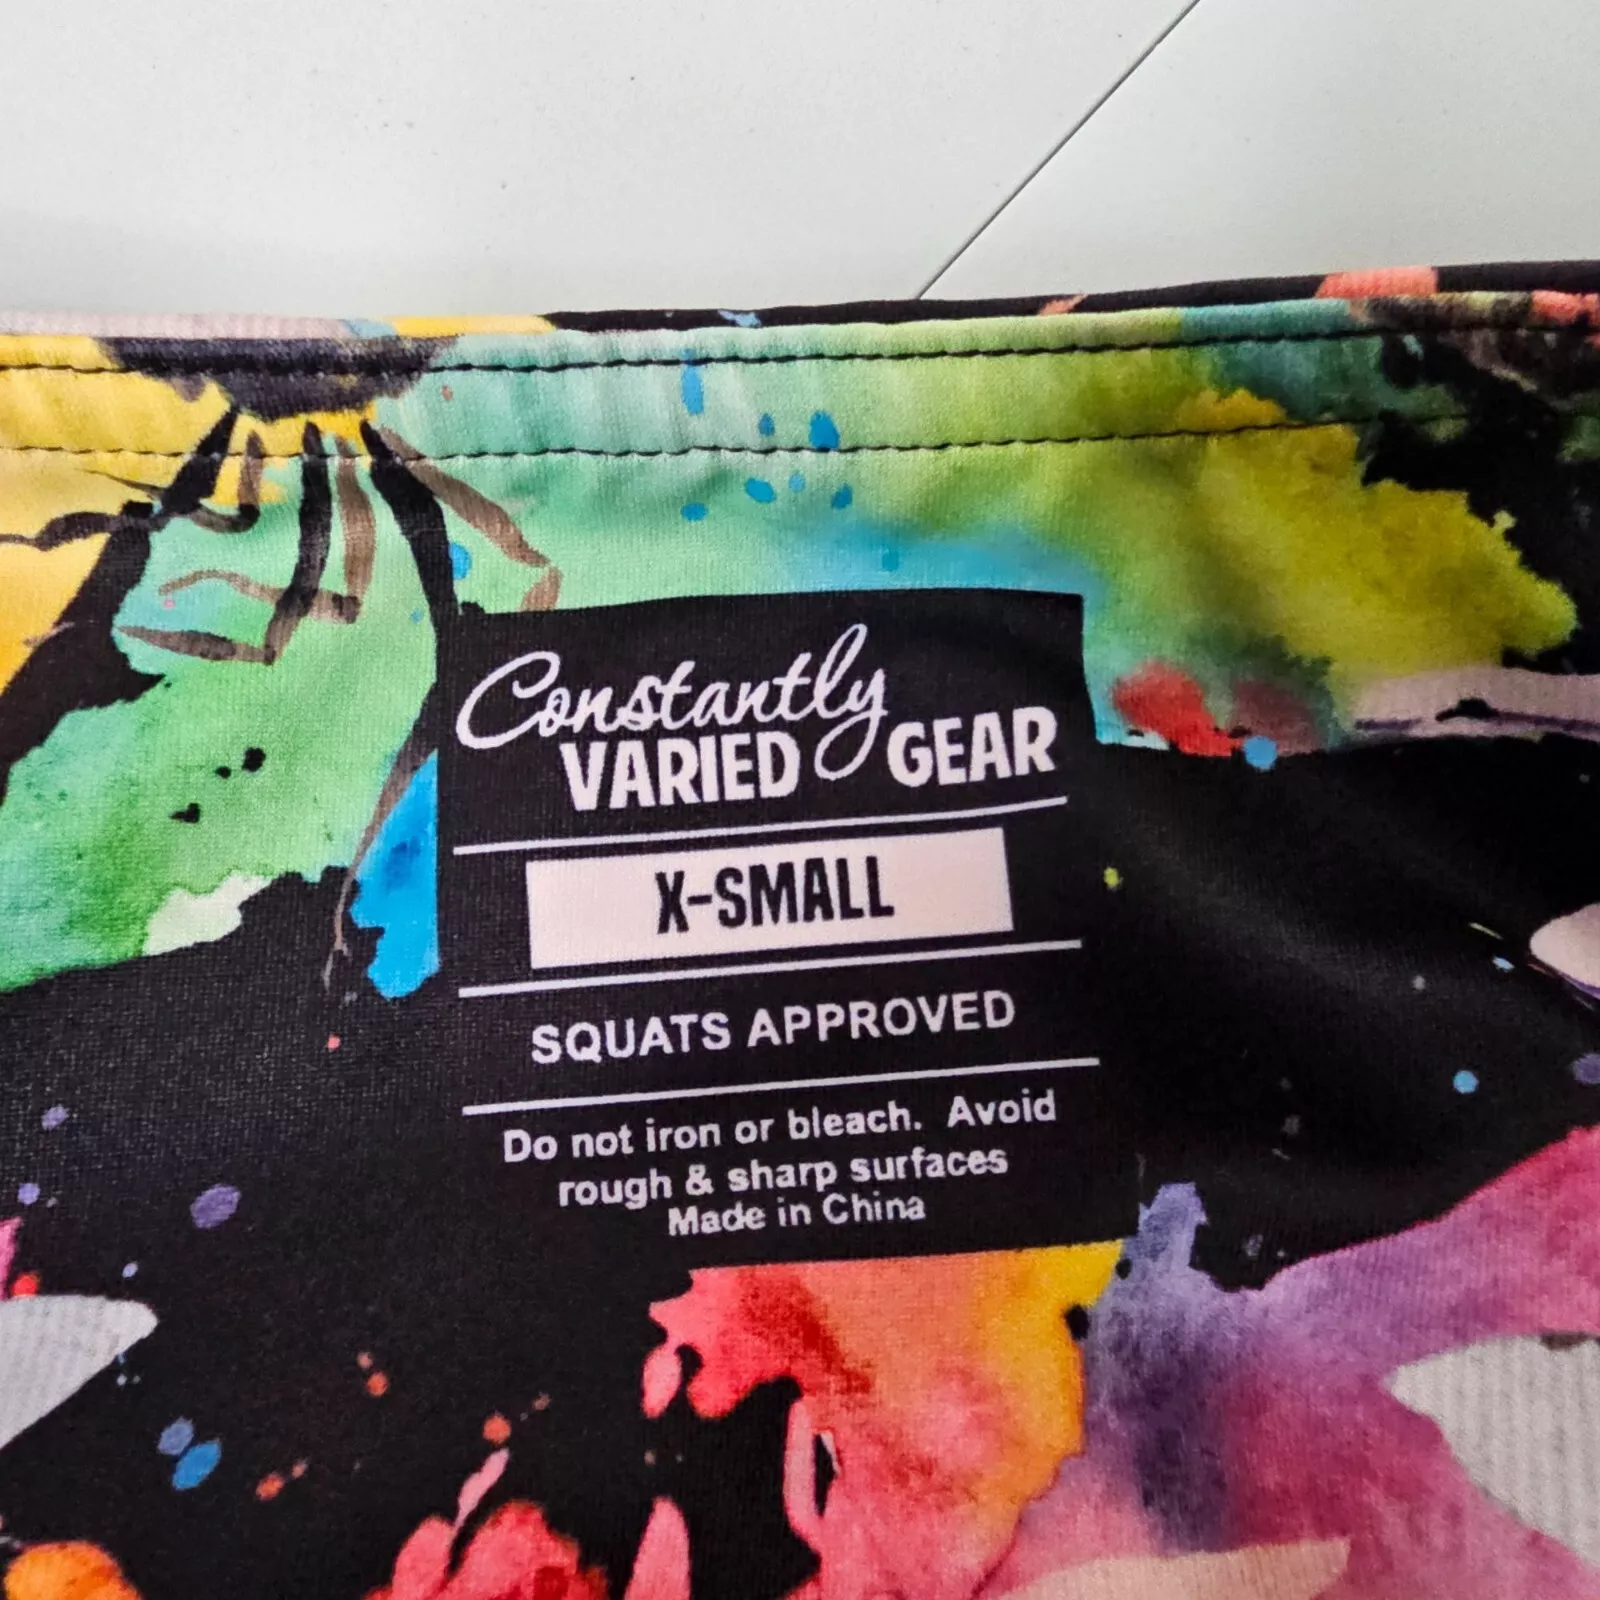 Constantly
VARIED GEAR
X-SMALL
SQUATS APPROVED
Do not iron or bleach. Avoid
rough & sharp surfaces
Made in China